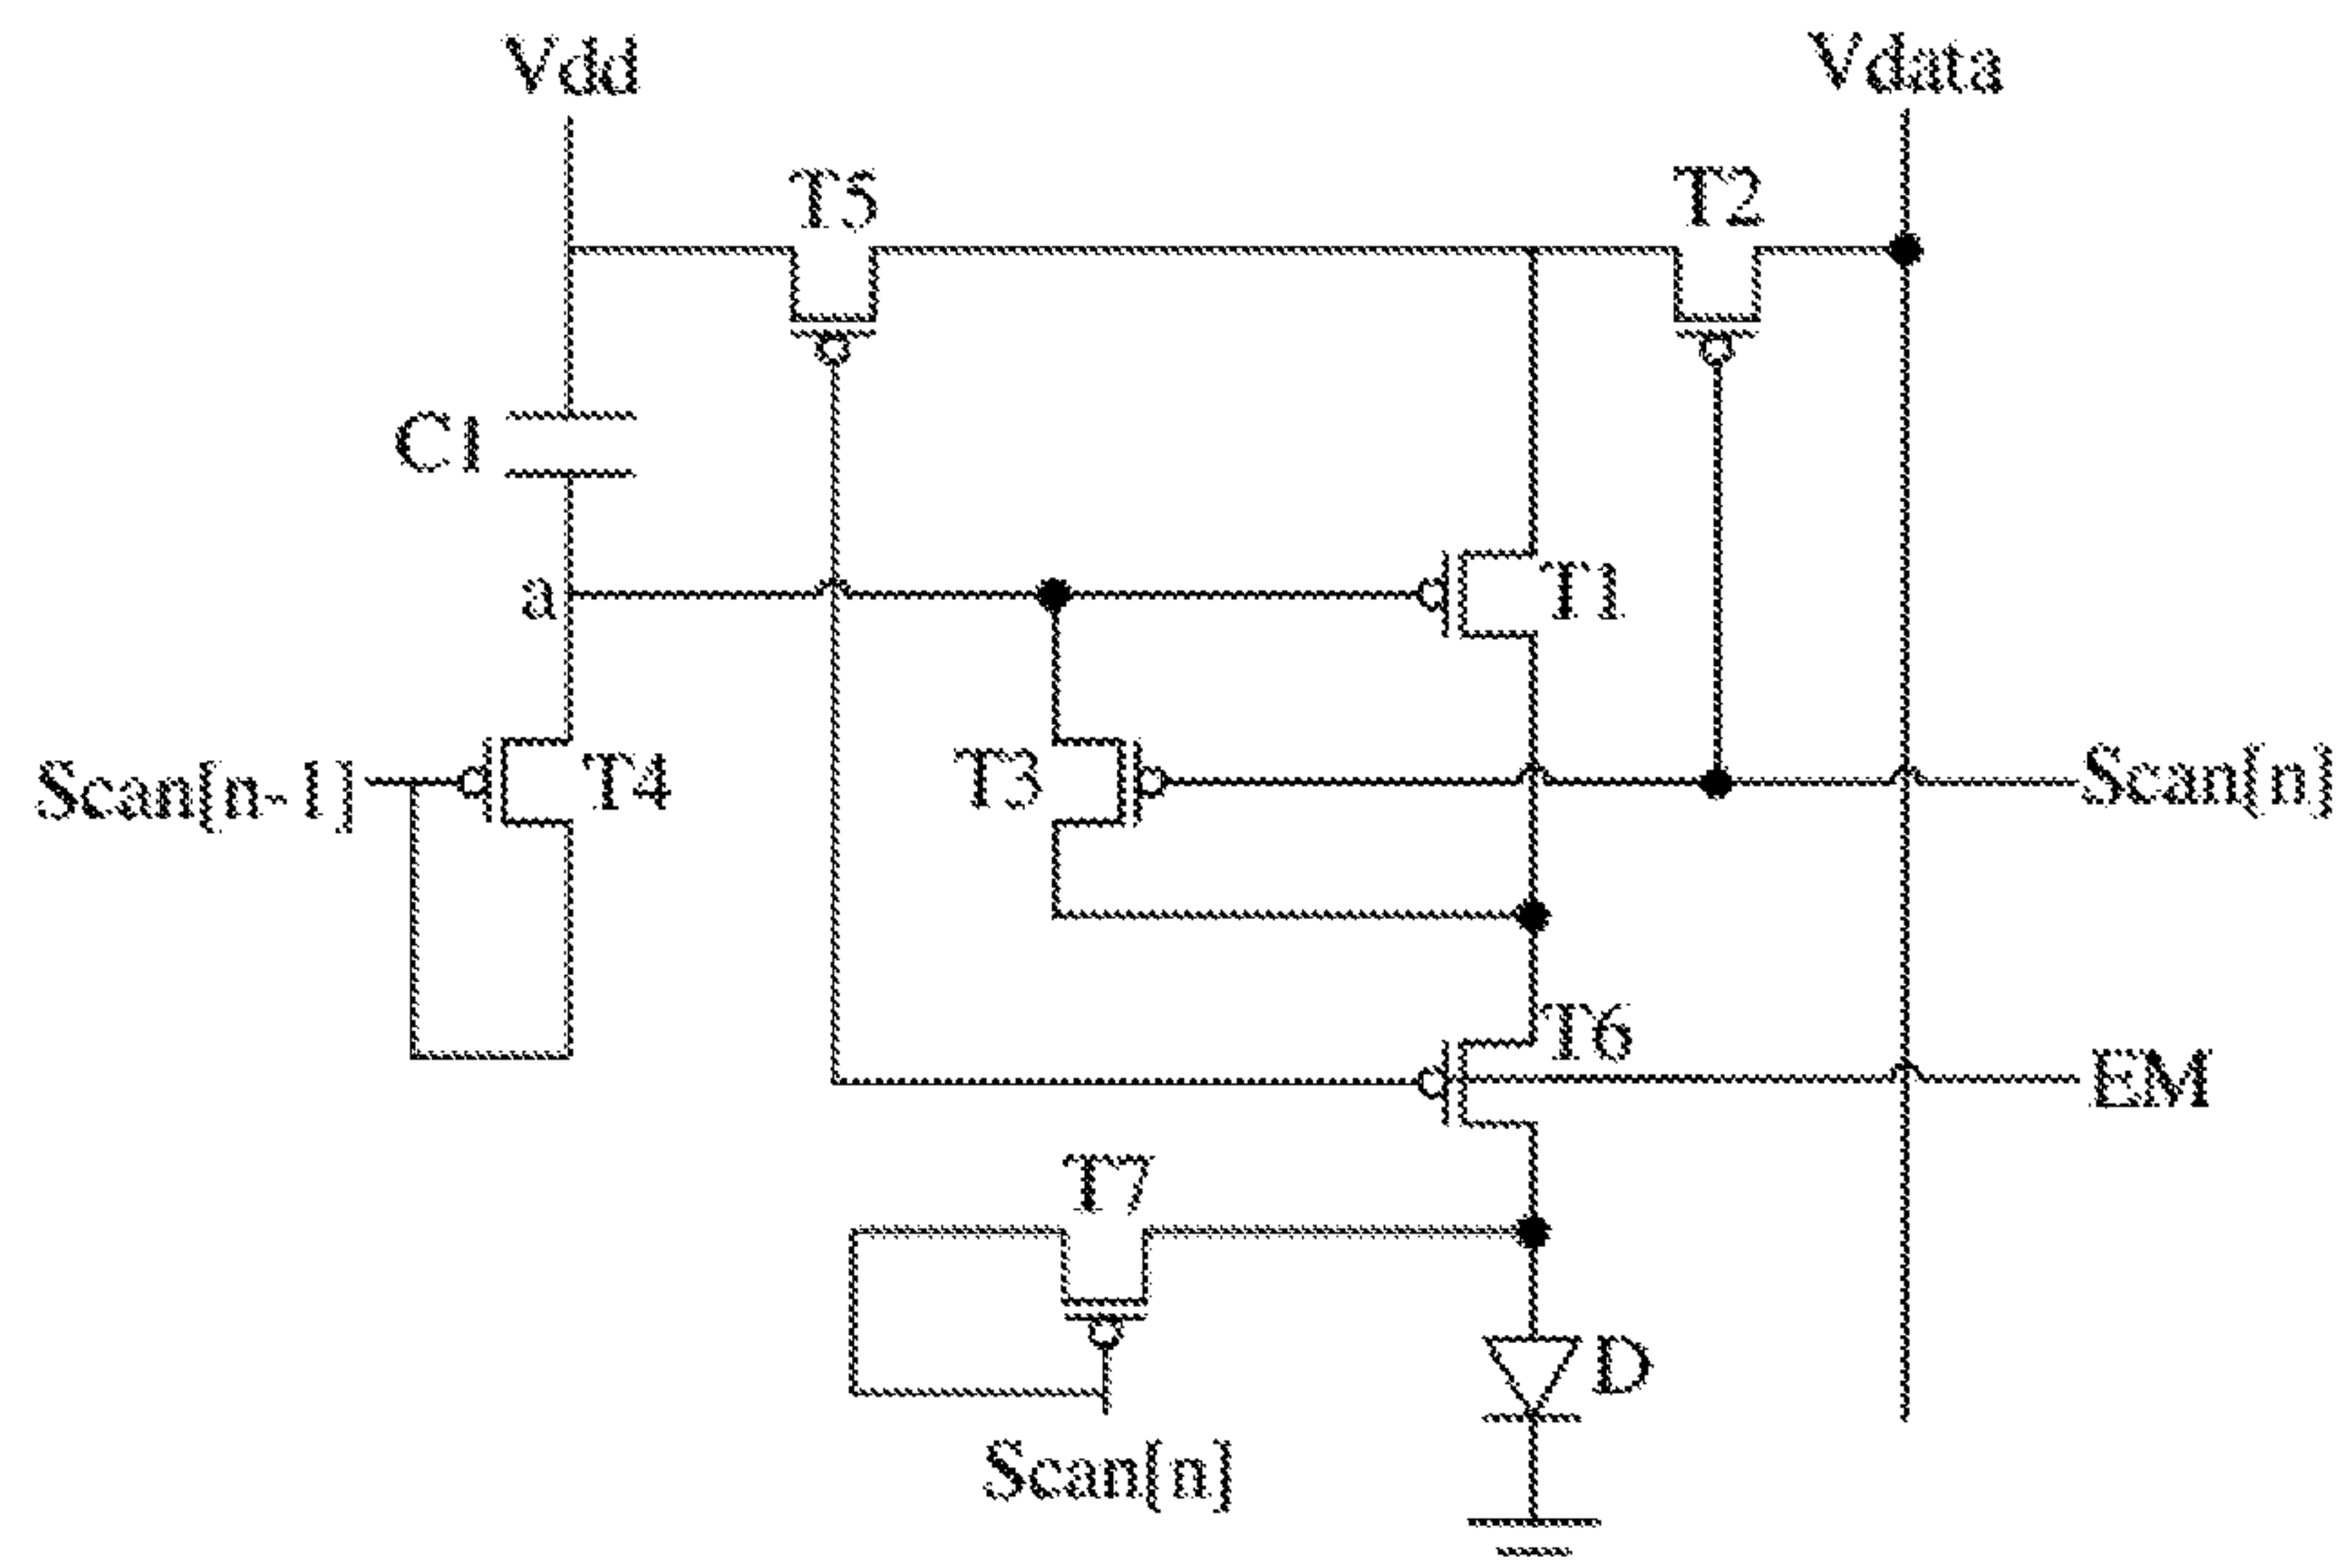 Vdd
Vdata
T5
T2
C1
a
T1
Scan[n-1]
T4
T3
Scan[n]
T6
EM
T7
D
Scan[n]